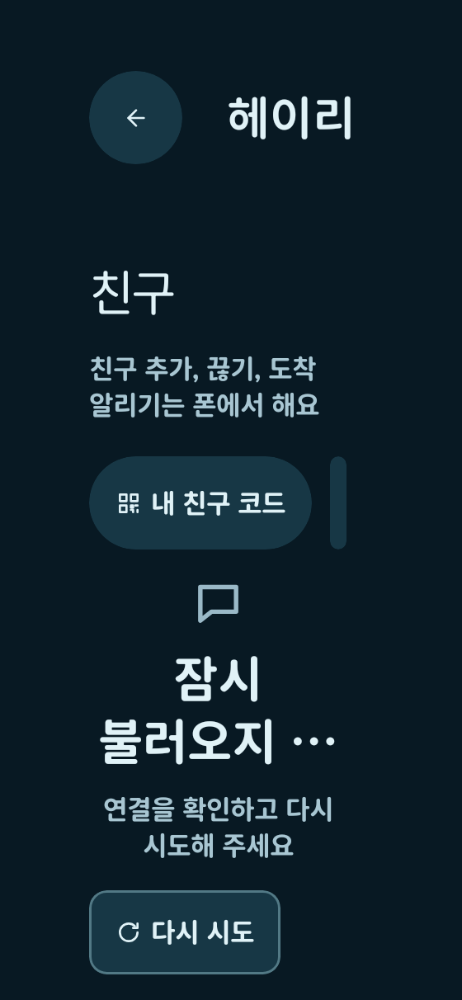 헤이리
친구
친구 추가, 끊기, 도착
알리기는 폰에서 해요
내 친구 코드
잠시
불러오지 …
연결을 확인하고 다시
시도해 주세요
다시 시도